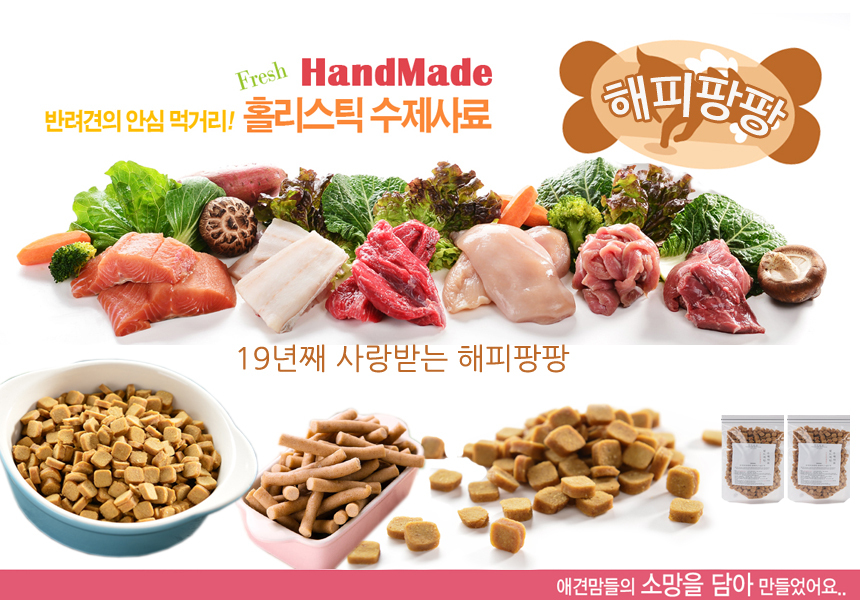 Fresh HandMade
반려견의 안심 먹거리! 홀리스틱 수제사료
해피팡팡
19년째 사랑받는 해피팡팡
애견맘들의 소망을 담아 만들었어요..